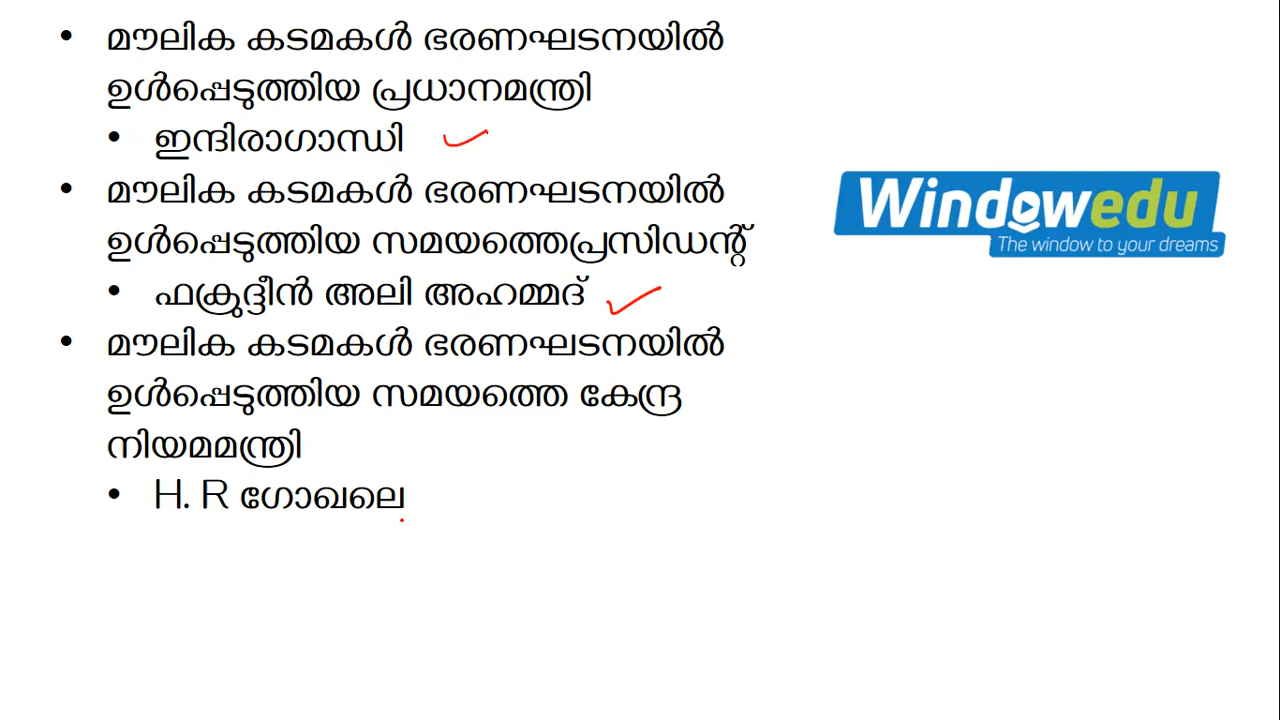 • മൗലിക കടമകൾ ഭരണഘടനയിൽ
ഉൾപ്പെടുത്തിയ പ്രധാനമന്ത്രി
• ഇന്ദിരാഗാന്ധി
• മൗലിക കടമകൾ ഭരണഘടനയിൽ
ഉൾപ്പെടുത്തിയ സമയത്തെപ്രസിഡന്റ്
• ഫക്രുദ്ദീൻ അലി അഹമ്മദ്
• മൗലിക കടമകൾ ഭരണഘടനയിൽ
ഉൾപ്പെടുത്തിയ സമയത്തെ കേന്ദ്ര
നിയമമന്ത്രി
• H. R ഗോഖലെ
Windowedu
The window to your dreams